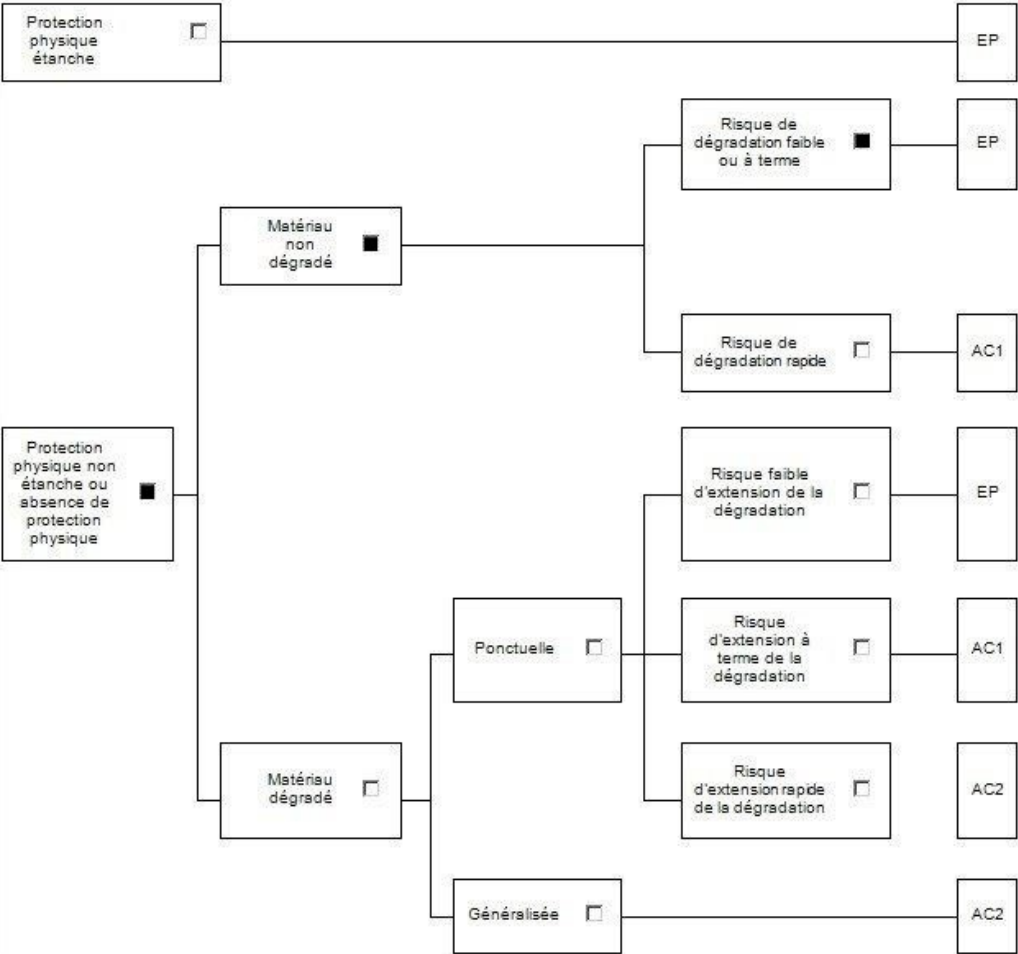 Protection
physique
étanche
EP
Risque de
dégradation faible
ou à terme
EP
Matériau
non
dégradé
Risque de
dégradation rapide
AC1
Protection
physique non
étanche ou
absence de
protection
physique
Risque faible
d'extension de la
dégradation
EP
Ponctuelle
Risque
d'extension à
terme de la
dégradation
AC1
Matériau
dégradé
Risque
d'extension rapide
de la dégradation
AC2
Généralisée
AC2